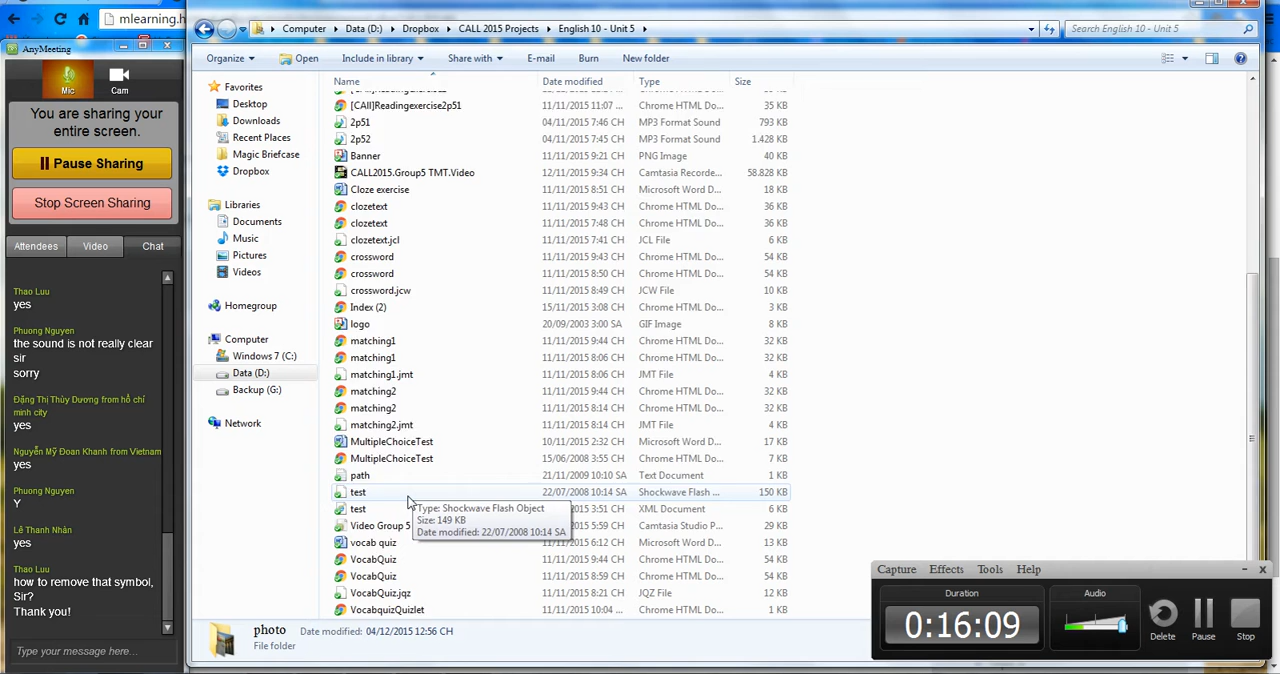 mlearning.h
AnyMeeting
Mic
Cam
You are sharing your
entire screen.
Pause Sharing
Stop Screen Sharing
Attendees
Video
Chat
Thao Luu
yes
Phuong Nguyen
the sound is not really clear
sir
sorry
Đặng Thị Thùy Dương from hồ chí
minh city
yes
Nguyễn Mỹ Đoan Khanh from Vietnam
yes
Phuong Nguyen
Y
Lê Thanh Nhân
yes
Thao Luu
how to remove that symbol,
Sir?
Thank you!
Type your message here...
Computer
Data (D:)
Dropbox
CALL 2015 Projects
English 10 - Unit 5
Search English 10 - Unit 5
Organize
Open
Include in library
Share with
E-mail
Burn
New folder
Favorites
Desktop
Downloads
Recent Places
Magic Briefcase
Dropbox
Libraries
Documents
Music
Pictures
Videos
Homegroup
Computer
Windows 7 (C:)
Data (D:)
Backup (G:)
Network
Name Date modified Type Size
[CAll]Readingexercise2p51 11/11/2015 11:07 ... Chrome HTML Do... 35 KB
2p51 04/11/2015 7:46 CH MP3 Format Sound 793 KB
2p52 04/11/2015 7:45 CH MP3 Format Sound 1.428 KB
Banner 11/11/2015 9:21 CH PNG Image 40 KB
CALL2015.Group5 TMT.Video 12/11/2015 9:34 CH Camtasia Recorde... 58.828 KB
Cloze exercise 11/11/2015 8:51 CH Microsoft Word D... 18 KB
clozetext 11/11/2015 9:43 CH Chrome HTML Do... 36 KB
clozetext 11/11/2015 7:48 CH Chrome HTML Do... 36 KB
clozetext.jcl 11/11/2015 7:41 CH JCL File 6 KB
crossword 11/11/2015 9:43 CH Chrome HTML Do... 54 KB
crossword 11/11/2015 8:50 CH Chrome HTML Do... 54 KB
crossword.jcw 11/11/2015 8:49 CH JCW File 10 KB
Index (2) 15/11/2015 3:08 CH Chrome HTML Do... 3 KB
logo 20/09/2003 3:00 SA GIF Image 8 KB
matching1 11/11/2015 9:44 CH Chrome HTML Do... 32 KB
matching1 11/11/2015 8:06 CH Chrome HTML Do... 32 KB
matching1.jmt 11/11/2015 8:06 CH JMT File 4 KB
matching2 11/11/2015 9:44 CH Chrome HTML Do... 32 KB
matching2 11/11/2015 8:14 CH Chrome HTML Do... 32 KB
matching2.jmt 11/11/2015 8:14 CH JMT File 4 KB
MultipleChoiceTest 10/11/2015 2:32 CH Microsoft Word D... 17 KB
MultipleChoiceTest 15/06/2008 3:55 CH Chrome HTML Do... 4 KB
path 21/11/2009 10:10 SA Text Document 1 KB
test 22/07/2008 10:14 SA Shockwave Flash ... 150 KB
test 3:51 CH XML Document 6 KB
Video Group 5 5:59 CH Camtasia Studio P... 29 KB
vocab quiz 6:12 CH Microsoft Word D... 13 KB
VocabQuiz 11/11/2015 9:44 CH Chrome HTML Do... 54 KB
VocabQuiz 11/11/2015 8:59 CH Chrome HTML Do... 54 KB
VocabQuiz.jqz 11/11/2015 8:21 CH JQZ File 8 KB
VocabquizQuizlet 11/11/2015 10:04 ... Chrome HTML Do... 1 KB
Type: Shockwave Flash Object
Size: 149 KB
Date modified: 22/07/2008 10:14 SA
photo Date modified: 04/12/2015 12:56 CH
File folder
Capture Effects Tools Help
Duration
0:16:09
Audio
Delete
Pause
Stop